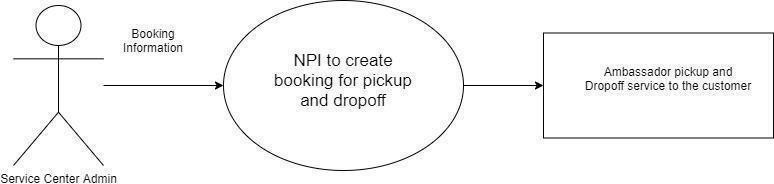 Booking
Information
NPI to create
booking for pickup
and dropoff
Ambassador pickup and
Dropoff service to the customer
Service Center Admin